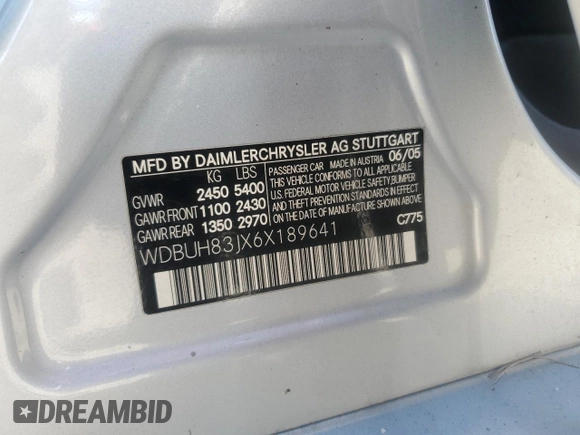 MFD BY DAIMLERCHRYSLER AG STUTTGART
KG LBS
GVWR 2450 5400
GAWR FRONT 1100 2430
GAWR REAR 1350 2970
PASSENGER CAR MADE IN AUSTRIA 06/05
THIS VEHICLE CONFORMS TO ALL APPLICABLE
U.S. FEDERAL MOTOR VEHICLE SAFETY, BUMPER
AND THEFT PREVENTION STANDARDS IN EFFECT
ON THE DATE OF MANUFACTURE SHOWN ABOVE.
C775
WDBUH83JX6X189641
DREAMBID